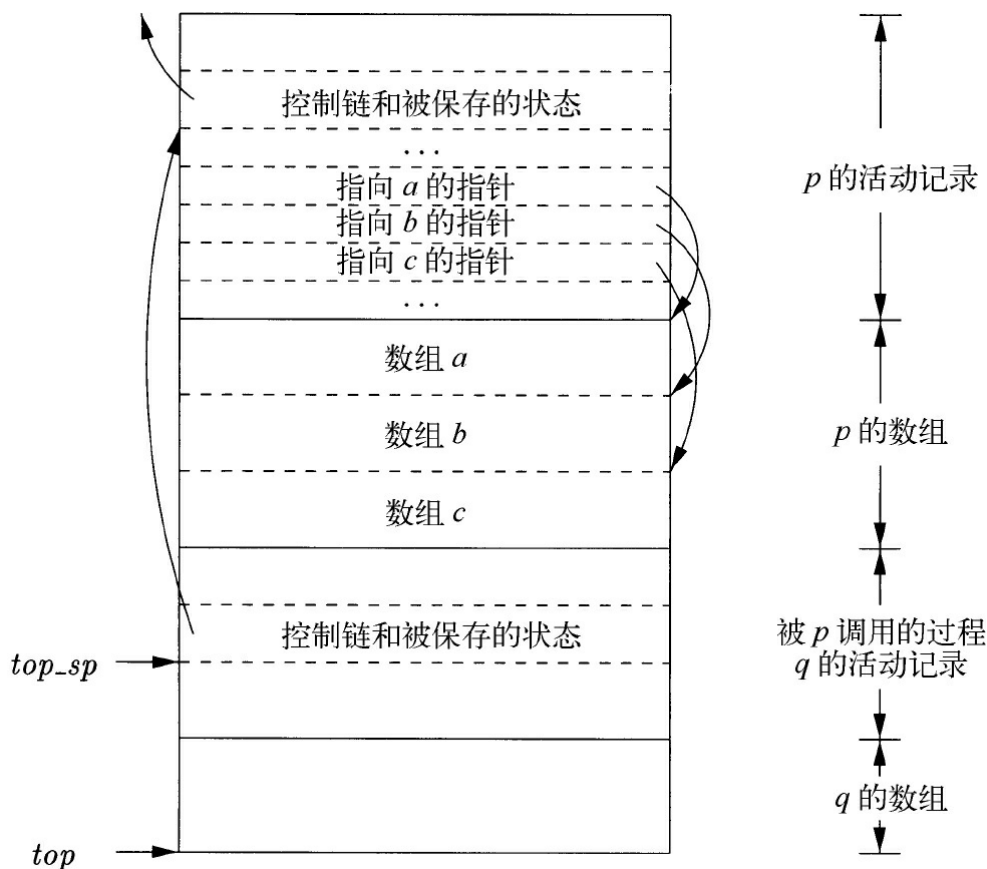 控制链和被保存的状态
...
指向 a 的指针
指向 b 的指针
指向 c 的指针
...
p 的活动记录
数组 a
数组 b
数组 c
p 的数组
控制链和被保存的状态
top_sp
被 p 调用的过程
q 的活动记录
q 的数组
top